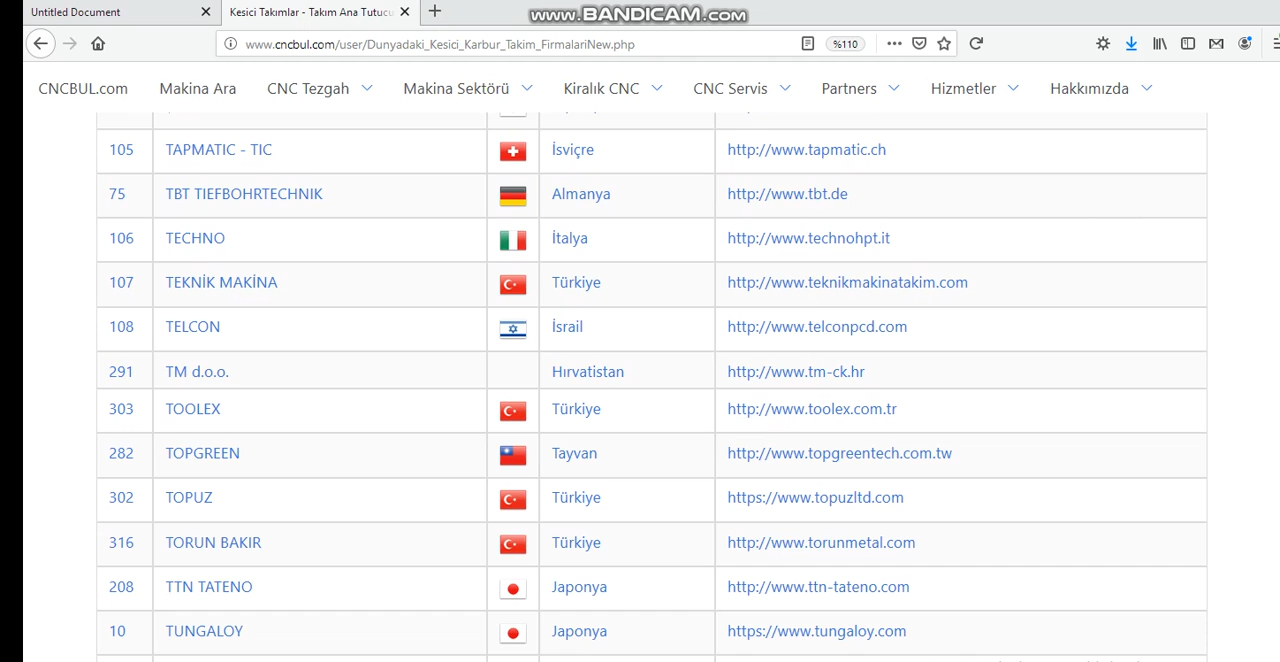 Untitled Document
Kesici Takımlar - Takım Ana Tutucu
www.BANDICAM.com
www.cncbul.com/user/Dunyadaki_Kesici_Karbur_Takim_FirmalariNew.php
%110
CNCBUL.com Makina Ara CNC Tezgah Makina Sektörü Kiralık CNC CNC Servis Partners Hizmetler Hakkımızda
105 TAPMATIC - TIC İsviçre http://www.tapmatic.ch
75 TBT TIEFBOHRTECHNIK Almanya http://www.tbt.de
106 TECHNO İtalya http://www.technohpt.it
107 TEKNİK MAKİNA Türkiye http://www.teknikmakinatakim.com
108 TELCON İsrail http://www.telconpcd.com
291 TM d.o.o. Hırvatistan http://www.tm-ck.hr
303 TOOLEX Türkiye http://www.toolex.com.tr
282 TOPGREEN Tayvan http://www.topgreentech.com.tw
302 TOPUZ Türkiye https://www.topuzltd.com
316 TORUN BAKIR Türkiye http://www.torunmetal.com
208 TTN TATENO Japonya http://www.ttn-tateno.com
10 TUNGALOY Japonya https://www.tungaloy.com